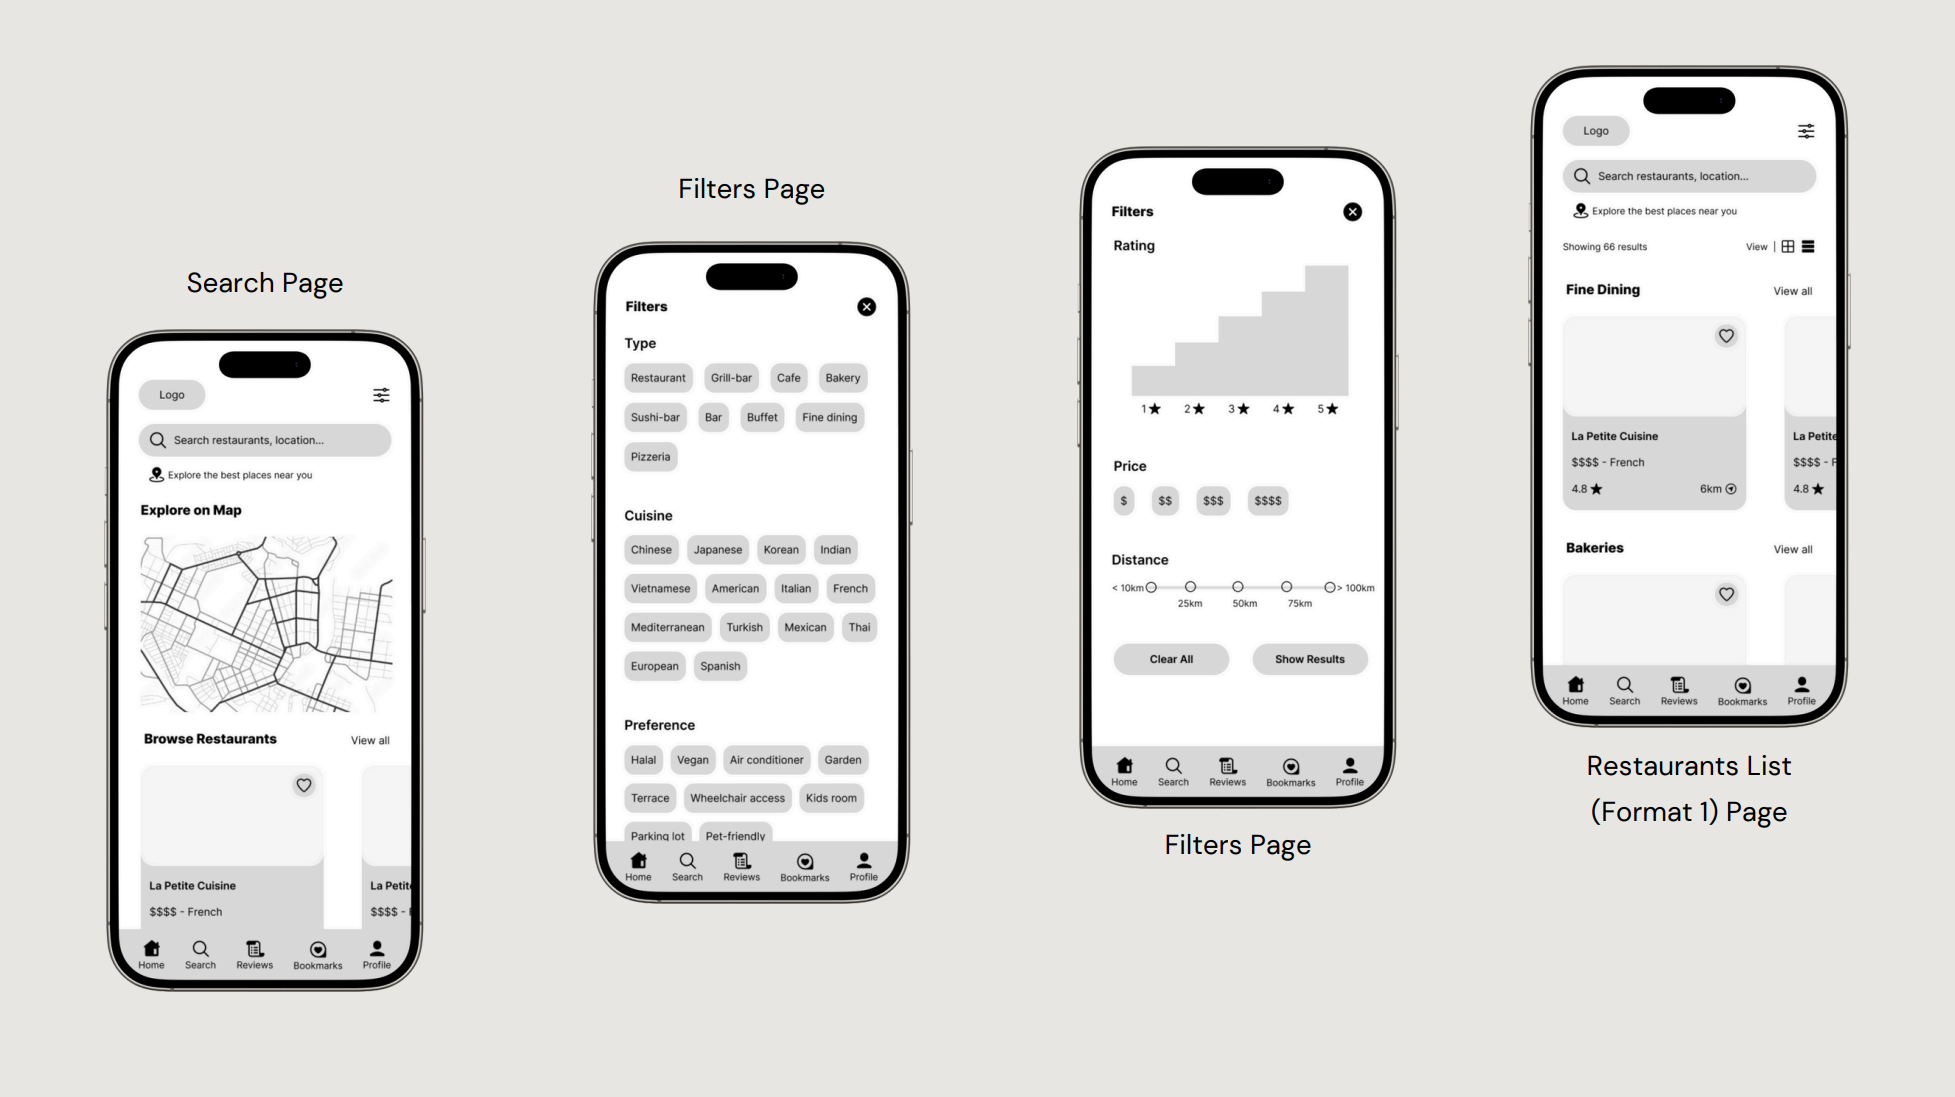 Search Page
Logo
Search restaurants, location...
Explore the best places near you
Explore on Map
Browse Restaurants View all
La Petite Cuisine La Petit
$$$$ - French $$$$ -
Home Search Reviews Bookmarks Profile
Filters Page
Filters
Type
Restaurant Grill-bar Cafe Bakery
Sushi-bar Bar Buffet Fine dining
Pizzeria
Cuisine
Chinese Japanese Korean Indian
Vietnamese American Italian French
Mediterranean Turkish Mexican Thai
European Spanish
Preference
Halal Vegan Air conditioner Garden
Terrace Wheelchair access Kids room
Parking lot Pet-friendly
Home Search Reviews Bookmarks Profile
Filters
Rating
1★ 2★ 3★ 4★ 5★
Price
$ $$ $$$ $$$$
Distance
< 10km > 100km
25km 50km 75km
Clear All Show Results
Home Search Reviews Bookmarks Profile
Filters Page
Logo
Search restaurants, location...
Explore the best places near you
Showing 66 results View |
Fine Dining View all
La Petite Cuisine La Petite
$$$$ - French $$$$ - F
4.8 ★ 6km 4.8 ★
Bakeries View all
Home Search Reviews Bookmarks Profile
Restaurants List
(Format 1) Page